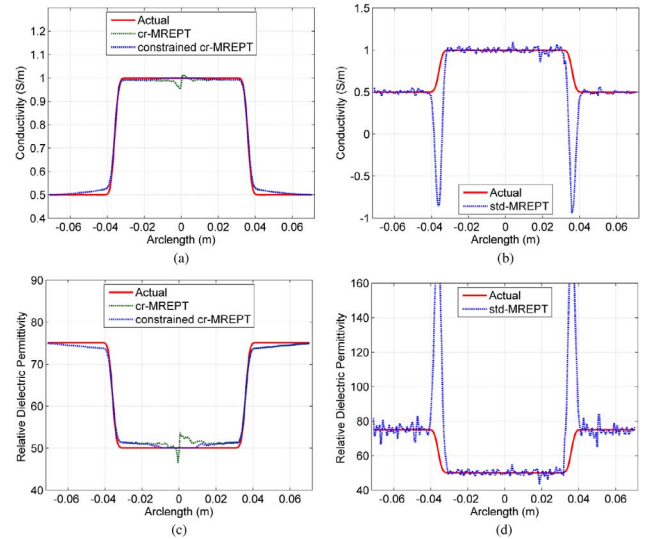 1.3
1.2
1.1
1
0.9
0.8
0.7
0.6
0.5
0.4
Conductivity (S/m)
Actual
cr-MREPT
constrained cr-MREPT
-0.06 -0.04 -0.02 0 0.02 0.04 0.06
Arclength (m)
(a)
1.5
1
0.5
0
-0.5
-1
Conductivity (S/m)
Actual
std-MREPT
-0.06 -0.04 -0.02 0 0.02 0.04 0.06
Arclength (m)
(b)
90
80
70
60
50
40
Relative Dielectric Permittivity
Actual
cr-MREPT
constrained cr-MREPT
-0.06 -0.04 -0.02 0 0.02 0.04 0.06
Arclength (m)
(c)
160
140
120
100
80
60
40
Relative Dielectric Permittivity
Actual
std-MREPT
-0.06 -0.04 -0.02 0 0.02 0.04 0.06
Arclength (m)
(d)